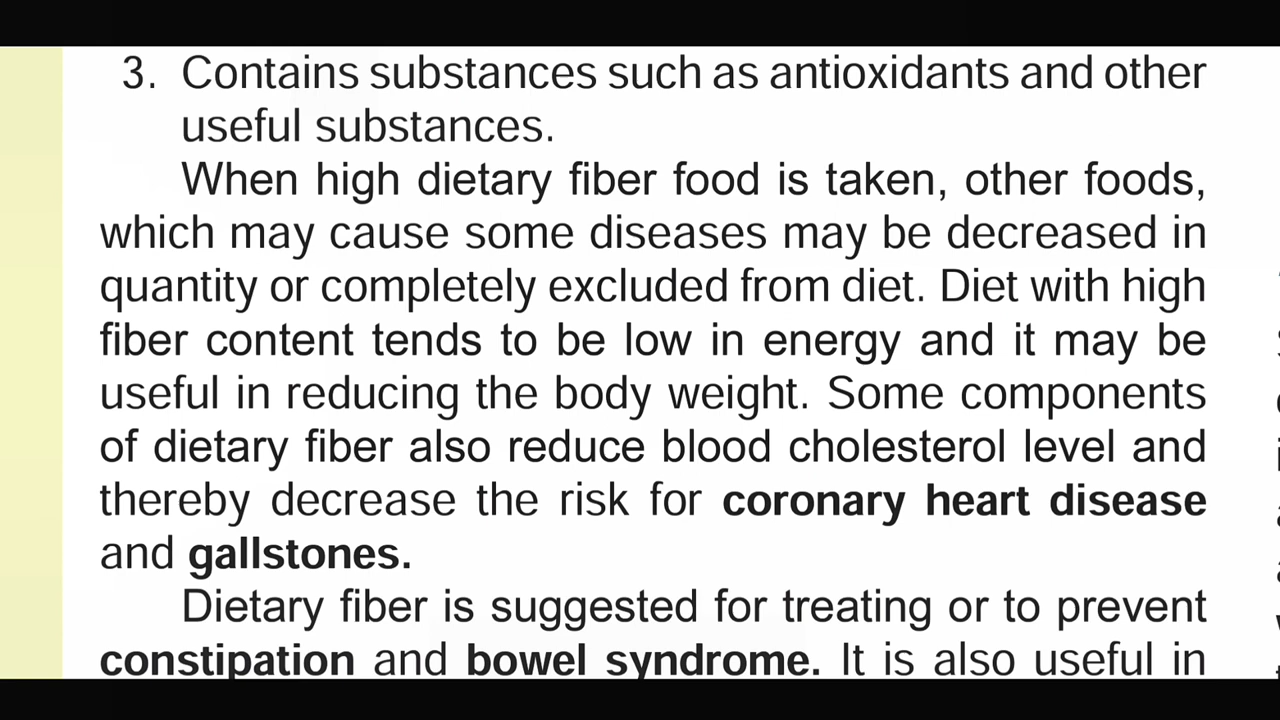 3. Contains substances such as antioxidants and other
useful substances.
When high dietary fiber food is taken, other foods,
which may cause some diseases may be decreased in
quantity or completely excluded from diet. Diet with high
fiber content tends to be low in energy and it may be
useful in reducing the body weight. Some components
of dietary fiber also reduce blood cholesterol level and
thereby decrease the risk for coronary heart disease
and gallstones.
Dietary fiber is suggested for treating or to prevent
constipation and bowel syndrome. It is also useful in